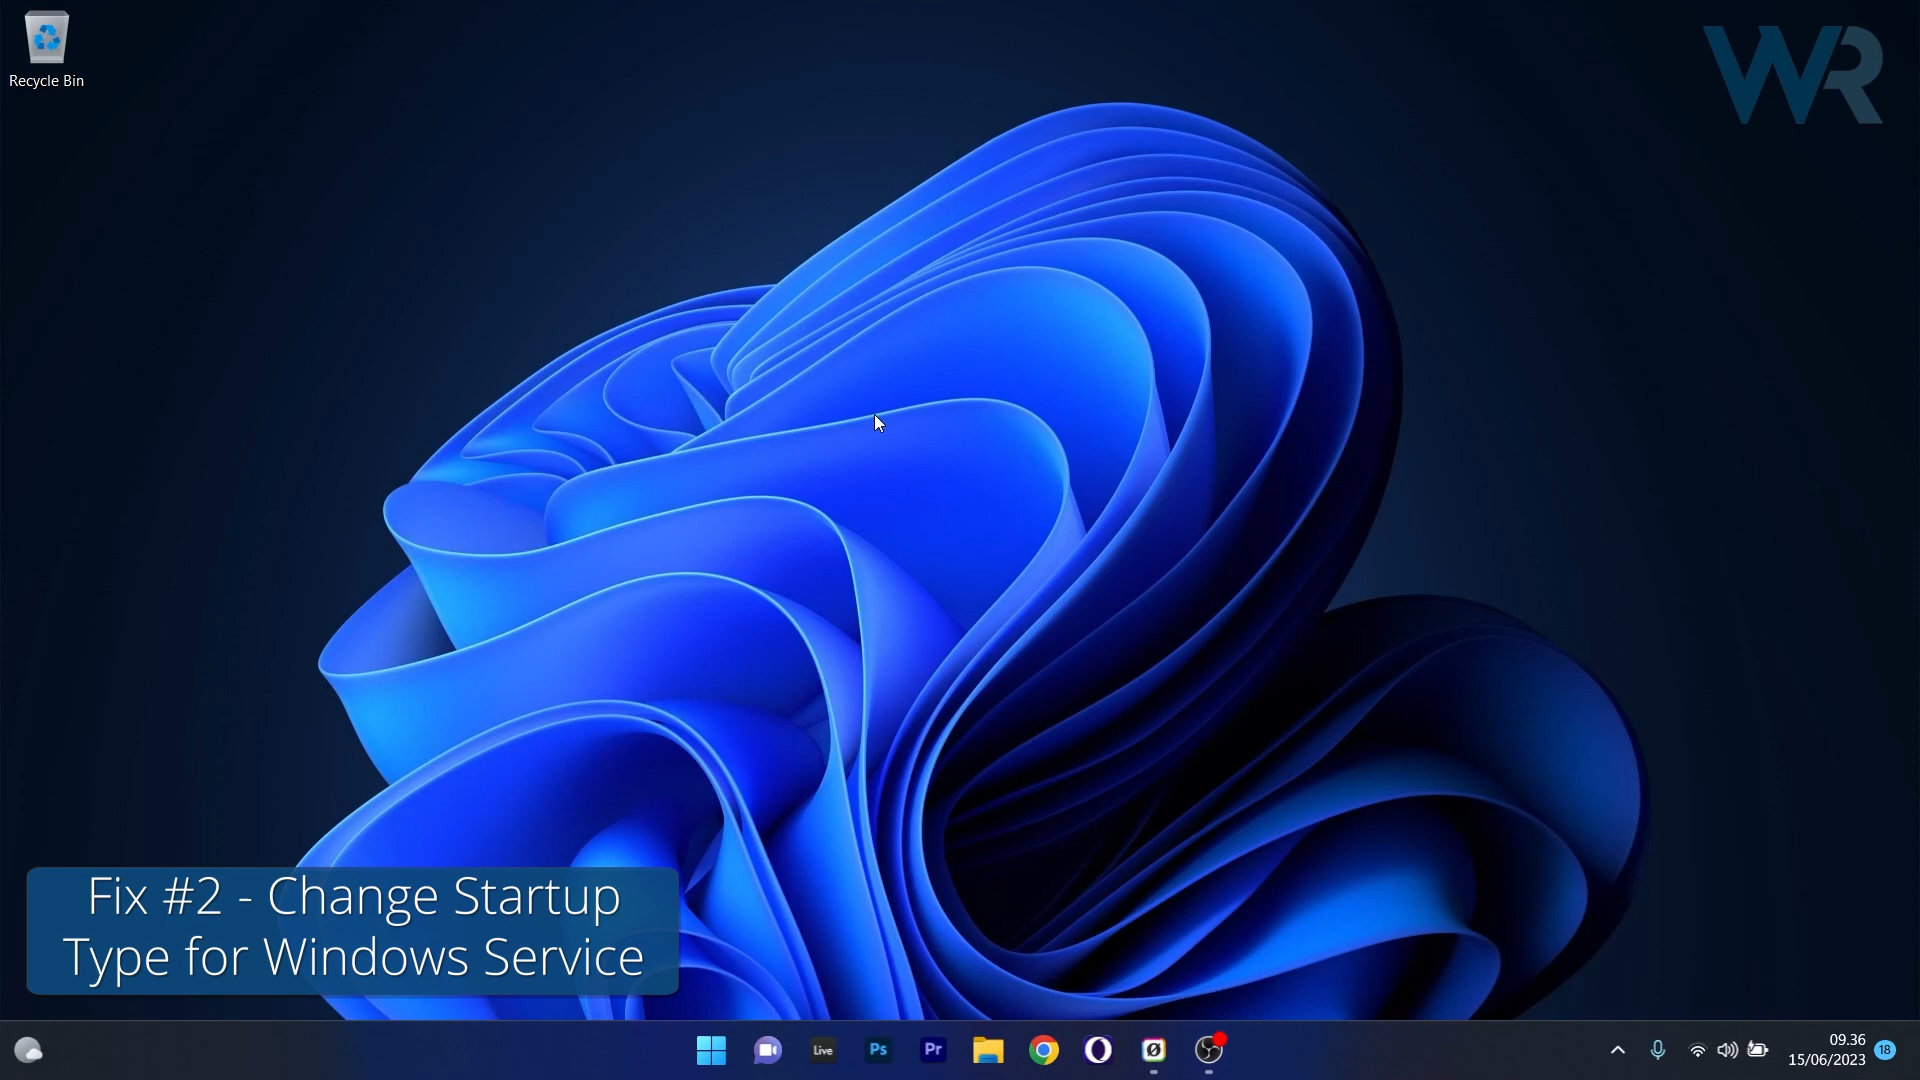 Recycle Bin
WR
Fix #2 - Change Startup
Type for Windows Service
Live
Ps
Pr
09.36
15/06/2023
18